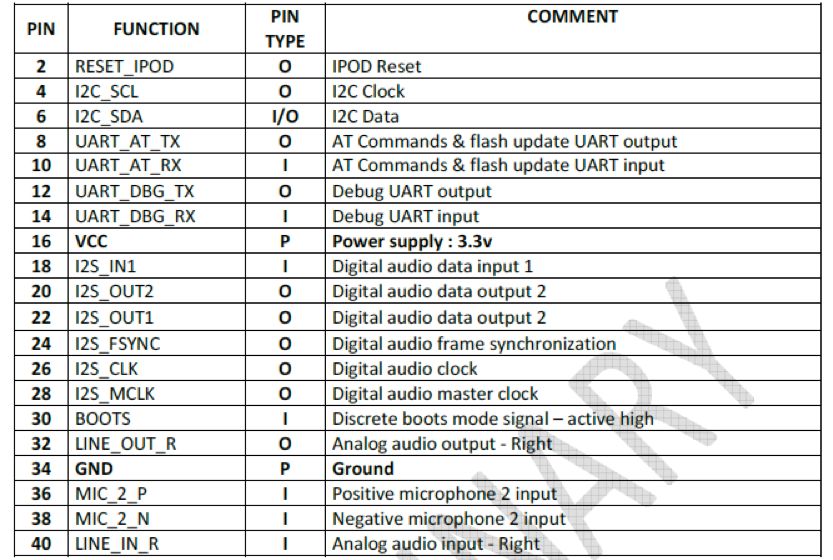 PIN FUNCTION PIN TYPE COMMENT
2 RESET_IPOD O IPOD Reset
4 I2C_SCL O I2C Clock
6 I2C_SDA I/O I2C Data
8 UART_AT_TX O AT Commands & flash update UART output
10 UART_AT_RX I AT Commands & flash update UART input
12 UART_DBG_TX O Debug UART output
14 UART_DBG_RX I Debug UART input
16 VCC P Power supply : 3.3v
18 I2S_IN1 I Digital audio data input 1
20 I2S_OUT2 O Digital audio data output 2
22 I2S_OUT1 O Digital audio data output 2
24 I2S_FSYNC O Digital audio frame synchronization
26 I2S_CLK O Digital audio clock
28 I2S_MCLK O Digital audio master clock
30 BOOTS I Discrete boots mode signal – active high
32 LINE_OUT_R O Analog audio output - Right
34 GND P Ground
36 MIC_2_P I Positive microphone 2 input
38 MIC_2_N I Negative microphone 2 input
40 LINE_IN_R I Analog audio input - Right